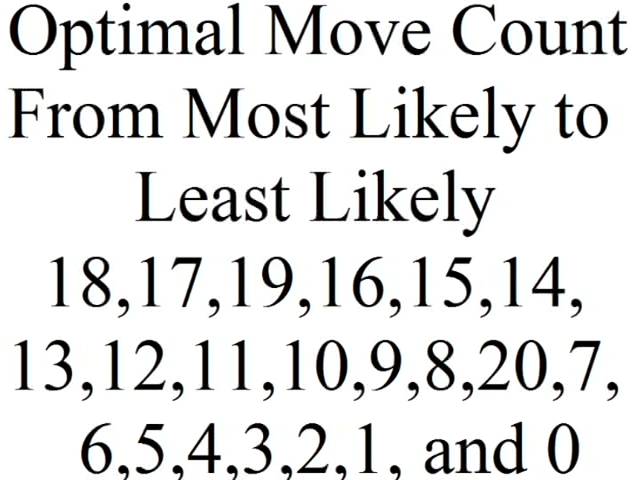 Optimal Move Count
From Most Likely to
Least Likely
18,17,19,16,15,14,
13,12,11,10,9,8,20,7,
6,5,4,3,2,1, and 0